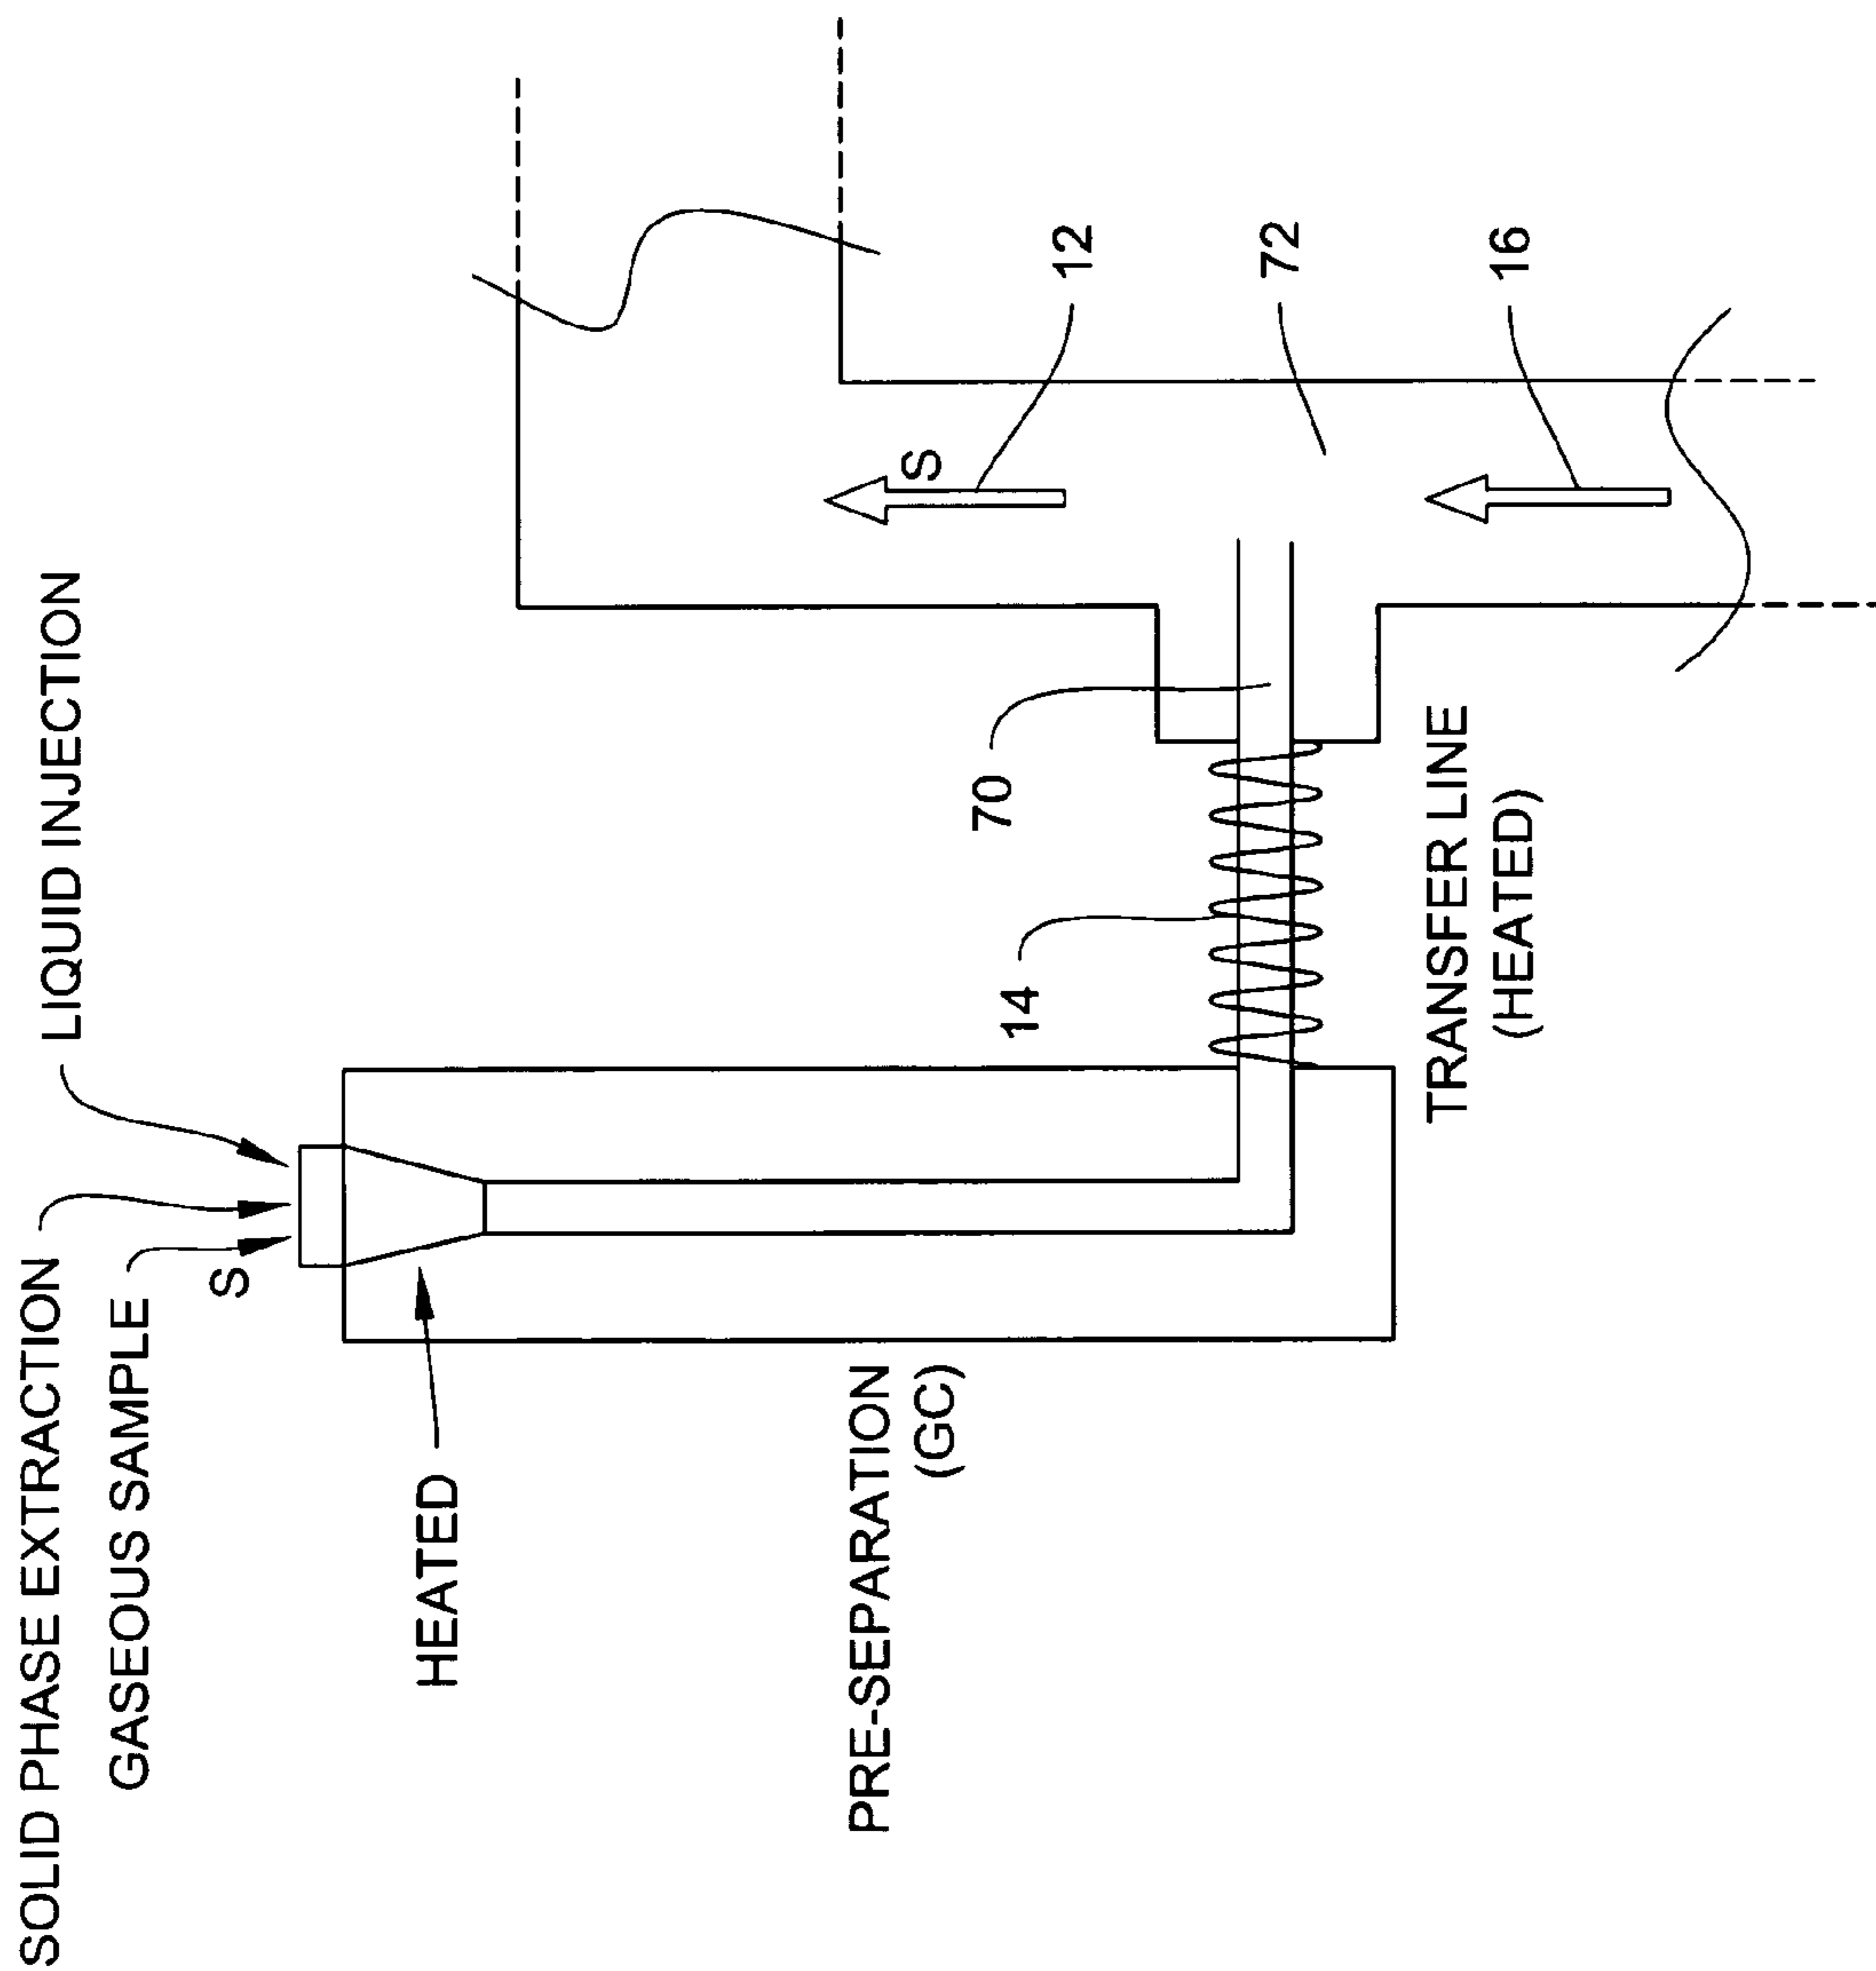 SOLID PHASE EXTRACTION
GASEOUS SAMPLE
S
LIQUID INJECTION
HEATED
PRE-SEPARATION
(GC)
14
70
TRANSFER LINE
(HEATED)
S
12
72
16